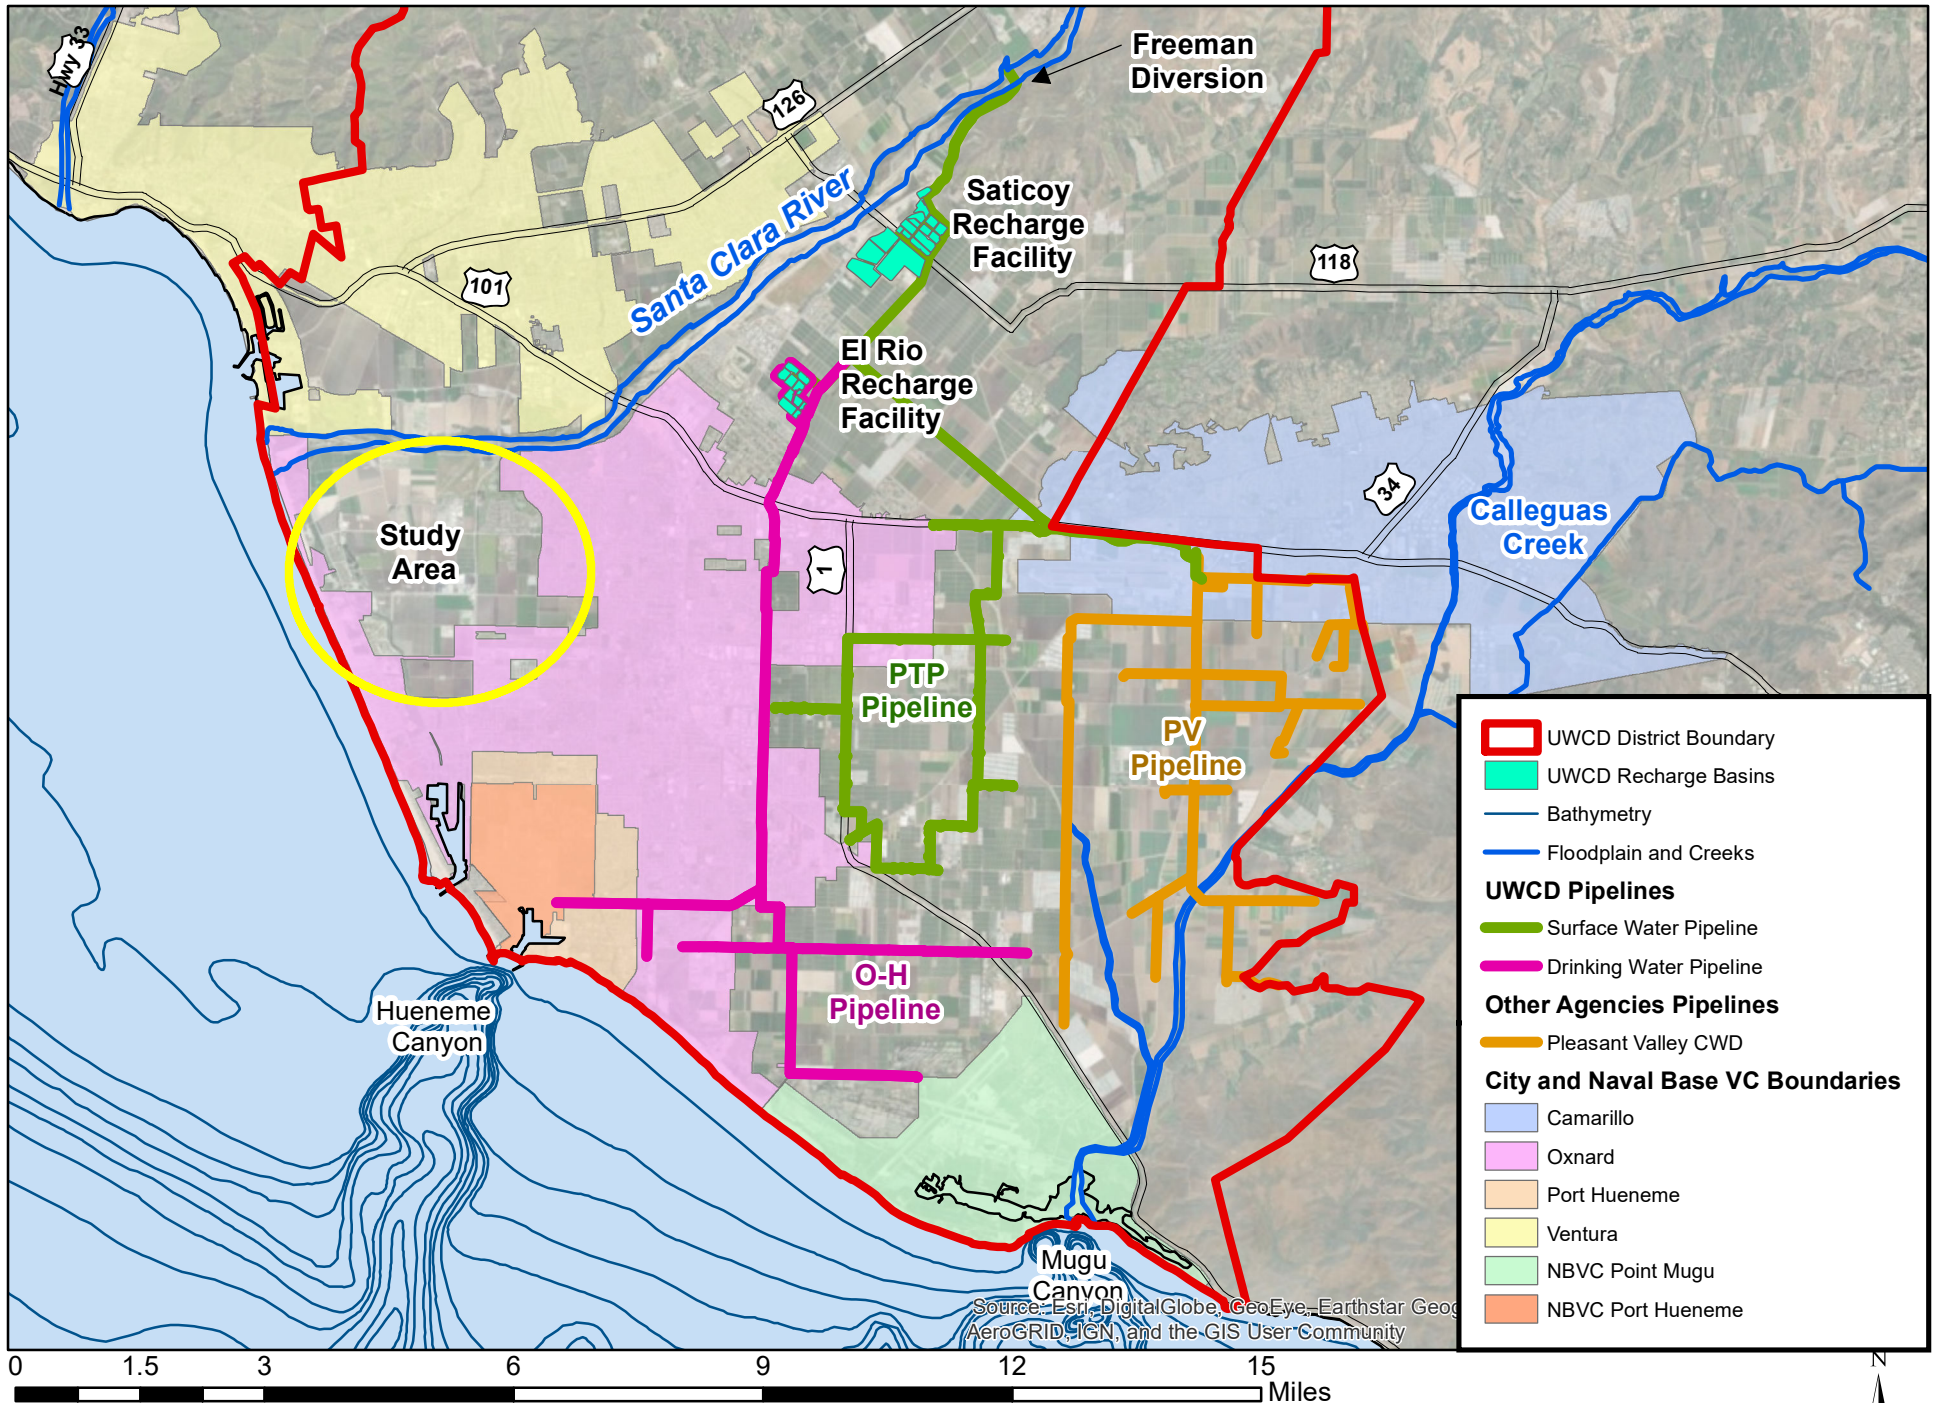 Hwy 33
126
Freeman
Diversion
Santa Clara River
Saticoy
Recharge
Facility
101
118
El Rio
Recharge
Facility
34
Calleguas
Creek
Study
Area
1
PTP
Pipeline
PV
Pipeline
O-H
Pipeline
Hueneme
Canyon
Mugu
Canyon
Source: Esri, DigitalGlobe, GeoEye, Earthstar Geog
AeroGRID, IGN, and the GIS User Community
UWCD District Boundary
UWCD Recharge Basins
Bathymetry
Floodplain and Creeks
UWCD Pipelines
Surface Water Pipeline
Drinking Water Pipeline
Other Agencies Pipelines
Pleasant Valley CWD
City and Naval Base VC Boundaries
Camarillo
Oxnard
Port Hueneme
Ventura
NBVC Point Mugu
NBVC Port Hueneme
0 1.5 3 6 9 12 15
Miles
N